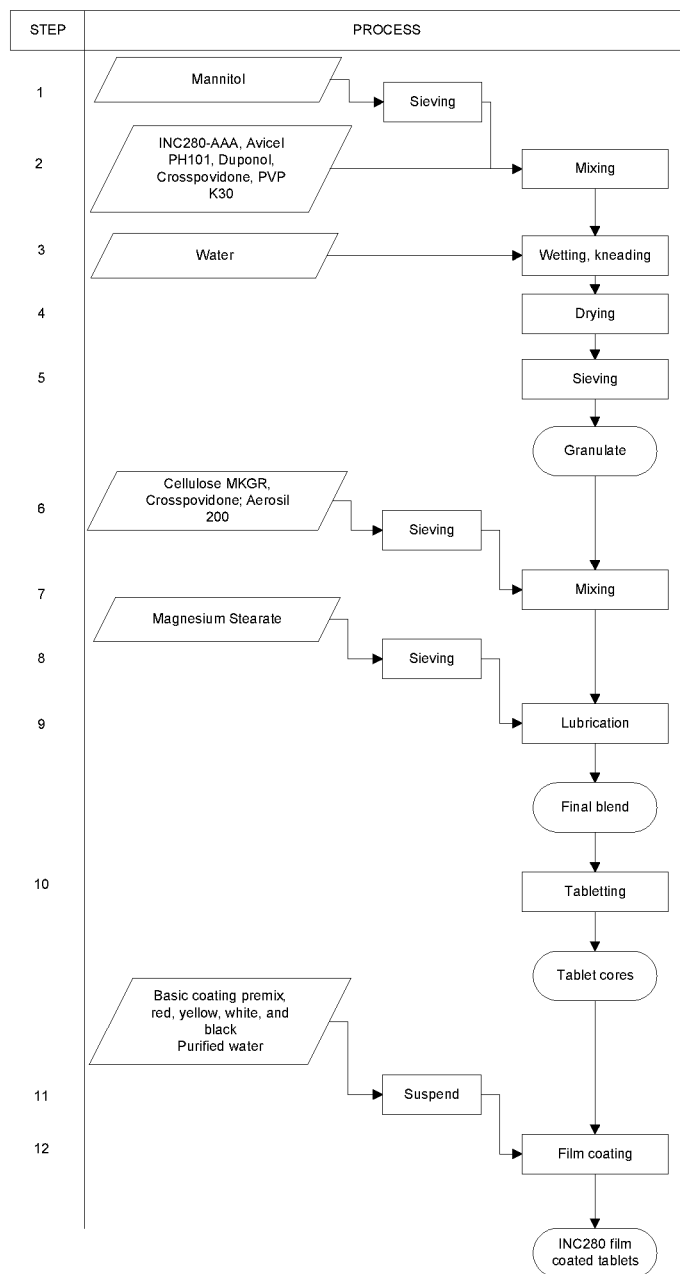 STEP
PROCESS
1
Mannitol
Sieving
2
INC280-AAA, Avicel
PH101, Duponol,
Crosspovidone, PVP
K30
Mixing
3
Water
Wetting, kneading
4
Drying
5
Sieving
Granulate
6
Cellulose MKGR,
Crosspovidone; Aerosil
200
Sieving
7
Mixing
Magnesium Stearate
8
Sieving
9
Lubrication
Final blend
10
Tabletting
Tablet cores
Basic coating premix,
red, yellow, white, and
black
Purified water
11
Suspend
12
Film coating
INC280 film
coated tablets